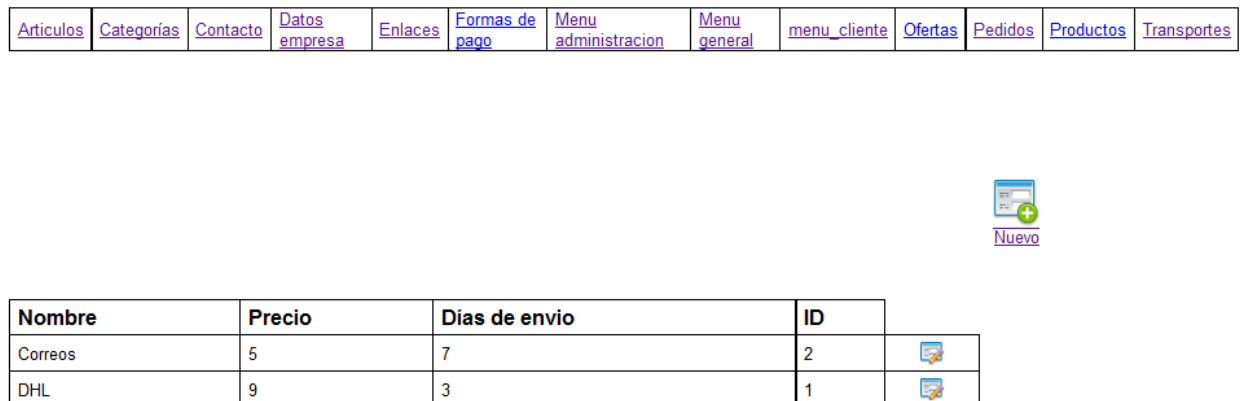 Articulos Categorías Contacto Datos empresa Enlaces Formas de pago Menu administracion Menu general menu_cliente Ofertas Pedidos Productos Transportes
Nuevo
Nombre Precio Días de envio ID
Correos 5 7 2
DHL 9 3 1